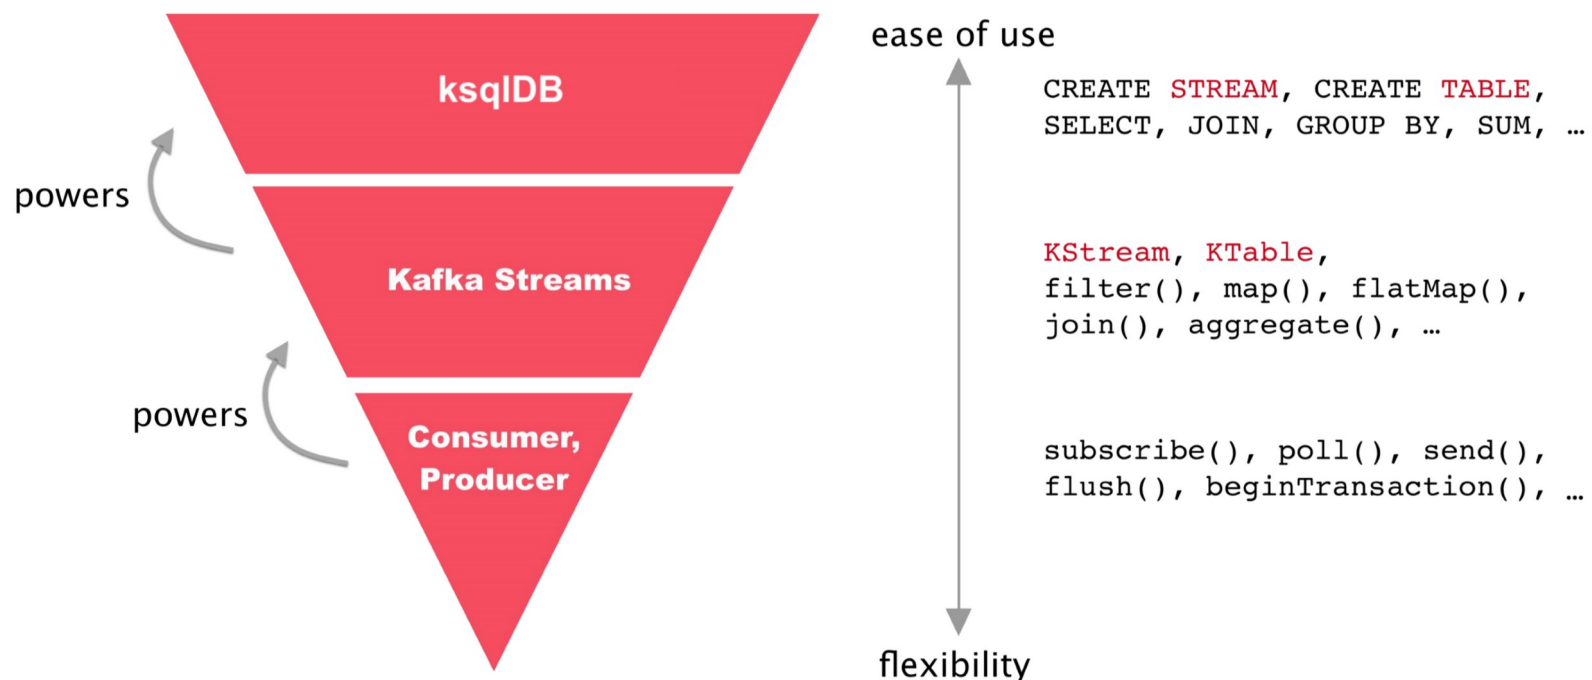 ksqlDB
powers
Kafka Streams
powers
Consumer,
Producer
ease of use
flexibility
CREATE STREAM, CREATE TABLE,
SELECT, JOIN, GROUP BY, SUM, …
KStream, KTable,
filter(), map(), flatMap(),
join(), aggregate(), …
subscribe(), poll(), send(),
flush(), beginTransaction(), …